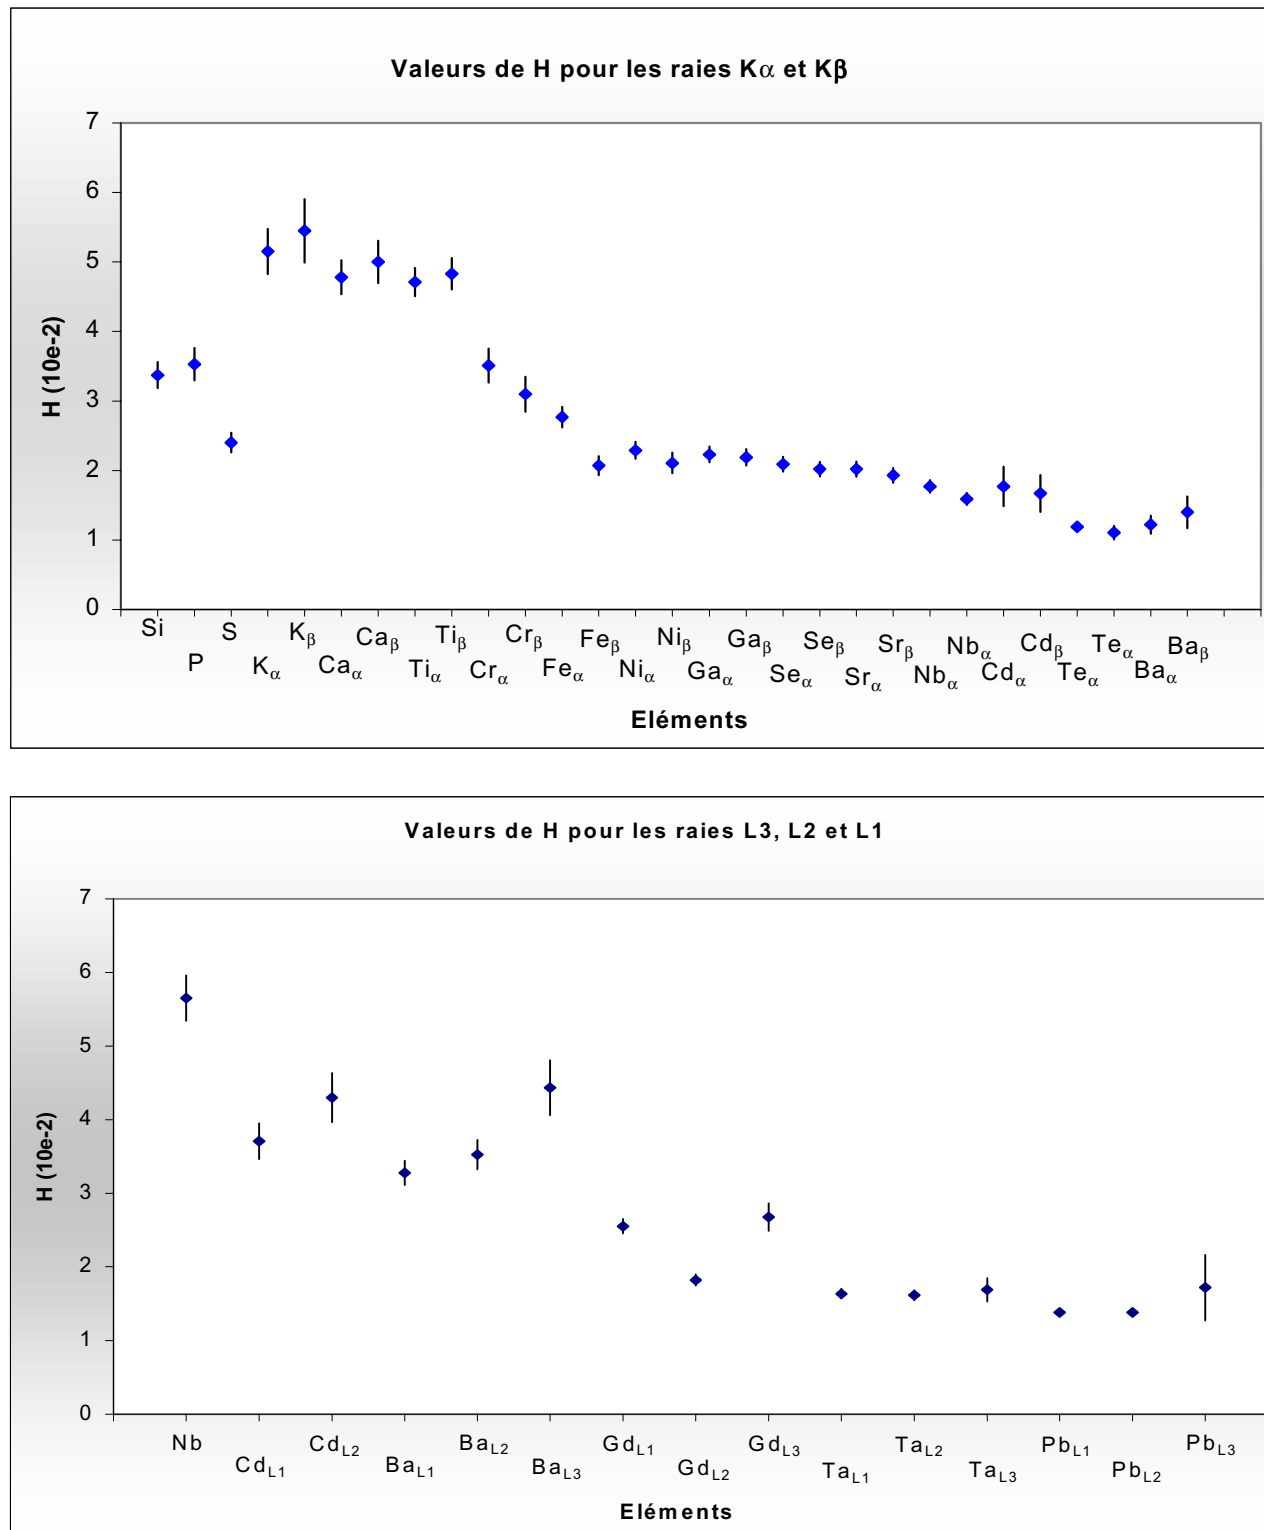 Valeurs de H pour les raies Kα et Kβ
7
6
5
4
3
2
1
0
H (10e-2)
Si P S Kα Kβ Caα Caβ Tiα Tiβ Crα Crβ Feα Feβ Niα Niβ Gaα Gaβ Seα Seβ Srα Srβ Nbα Nbα Cdα Cdβ Teα Teα Baα Baβ
Eléments
Valeurs de H pour les raies L3, L2 et L1
7
6
5
4
3
2
1
0
H (10e-2)
Nb CdL1 CdL2 BaL1 BaL2 BaL3 GdL1 GdL2 GdL3 TaL1 TaL2 TaL3 PbL1 PbL2 PbL3
Eléments